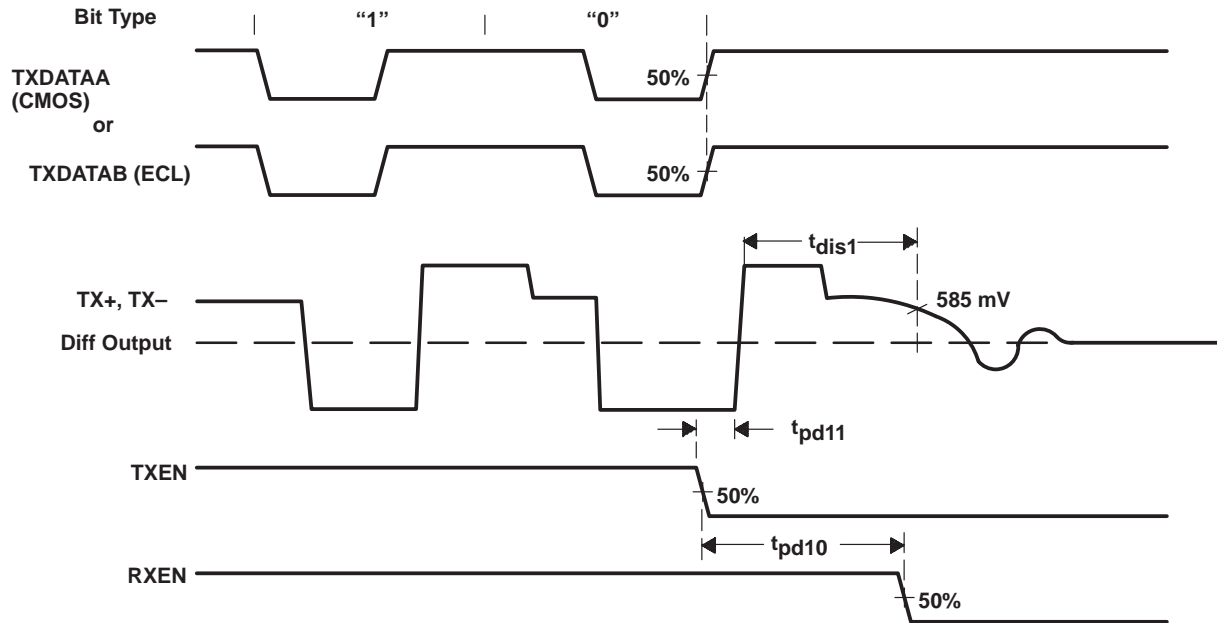 Bit Type “1” “0”
TXDATAA
(CMOS)
50%
or
TXDATAB (ECL)
50%
tdis1
TX+, TX–
585 mV
Diff Output
tpd11
TXEN
50%
tpd10
RXEN
50%